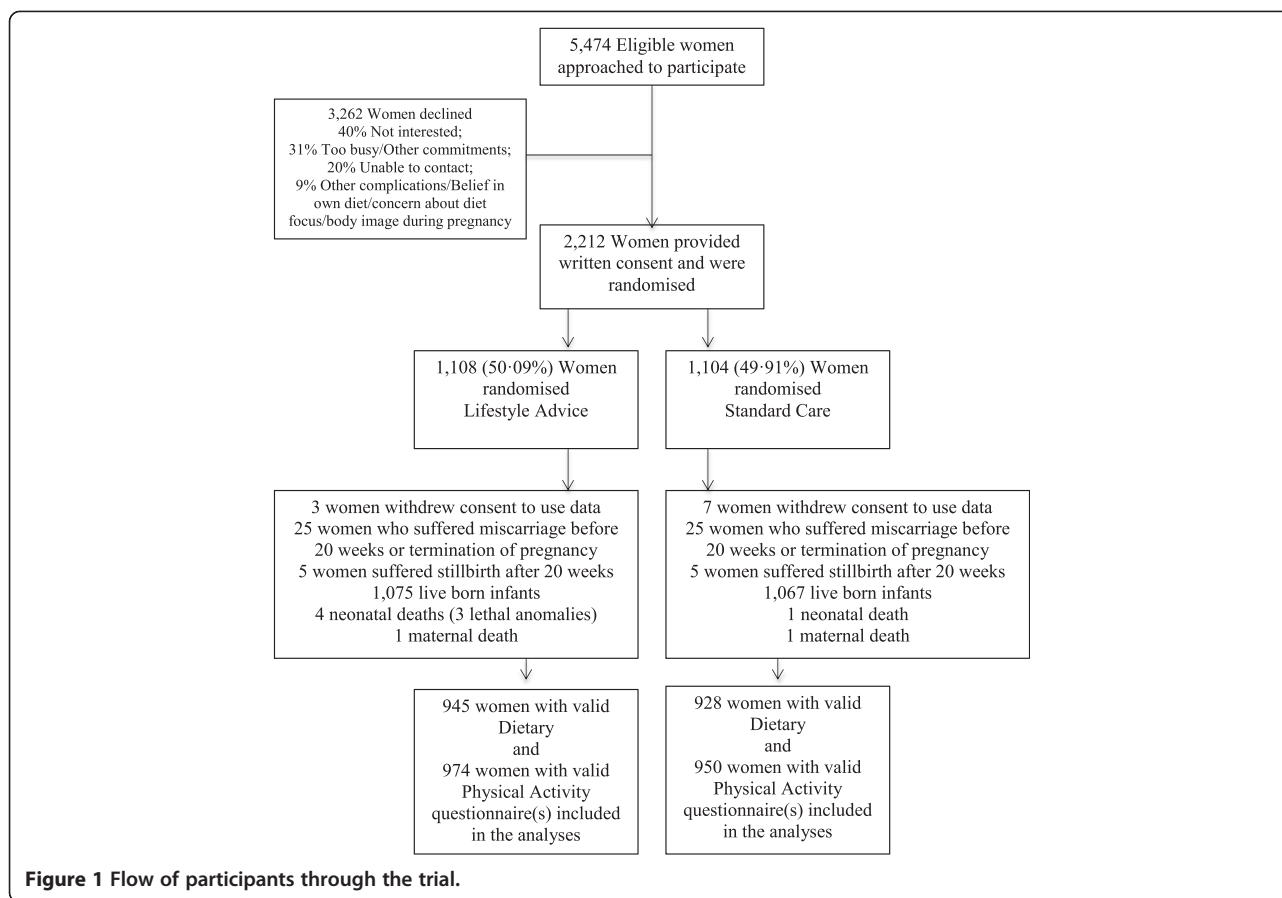 5,474 Eligible women
approached to participate
3,262 Women declined
40% Not interested;
31% Too busy/Other commitments;
20% Unable to contact;
9% Other complications/Belief in
own diet/concern about diet
focus/body image during pregnancy
2,212 Women provided
written consent and were
randomised
1,108 (50·09%) Women
randomised
Lifestyle Advice
1,104 (49·91%) Women
randomised
Standard Care
3 women withdrew consent to use data
25 women who suffered miscarriage before
20 weeks or termination of pregnancy
5 women suffered stillbirth after 20 weeks
1,075 live born infants
4 neonatal deaths (3 lethal anomalies)
1 maternal death
7 women withdrew consent to use data
25 women who suffered miscarriage before
20 weeks or termination of pregnancy
5 women suffered stillbirth after 20 weeks
1,067 live born infants
1 neonatal death
1 maternal death
945 women with valid
Dietary
and
974 women with valid
Physical Activity
questionnaire(s) included
in the analyses
928 women with valid
Dietary
and
950 women with valid
Physical Activity
questionnaire(s) included
in the analyses
Figure 1 Flow of participants through the trial.